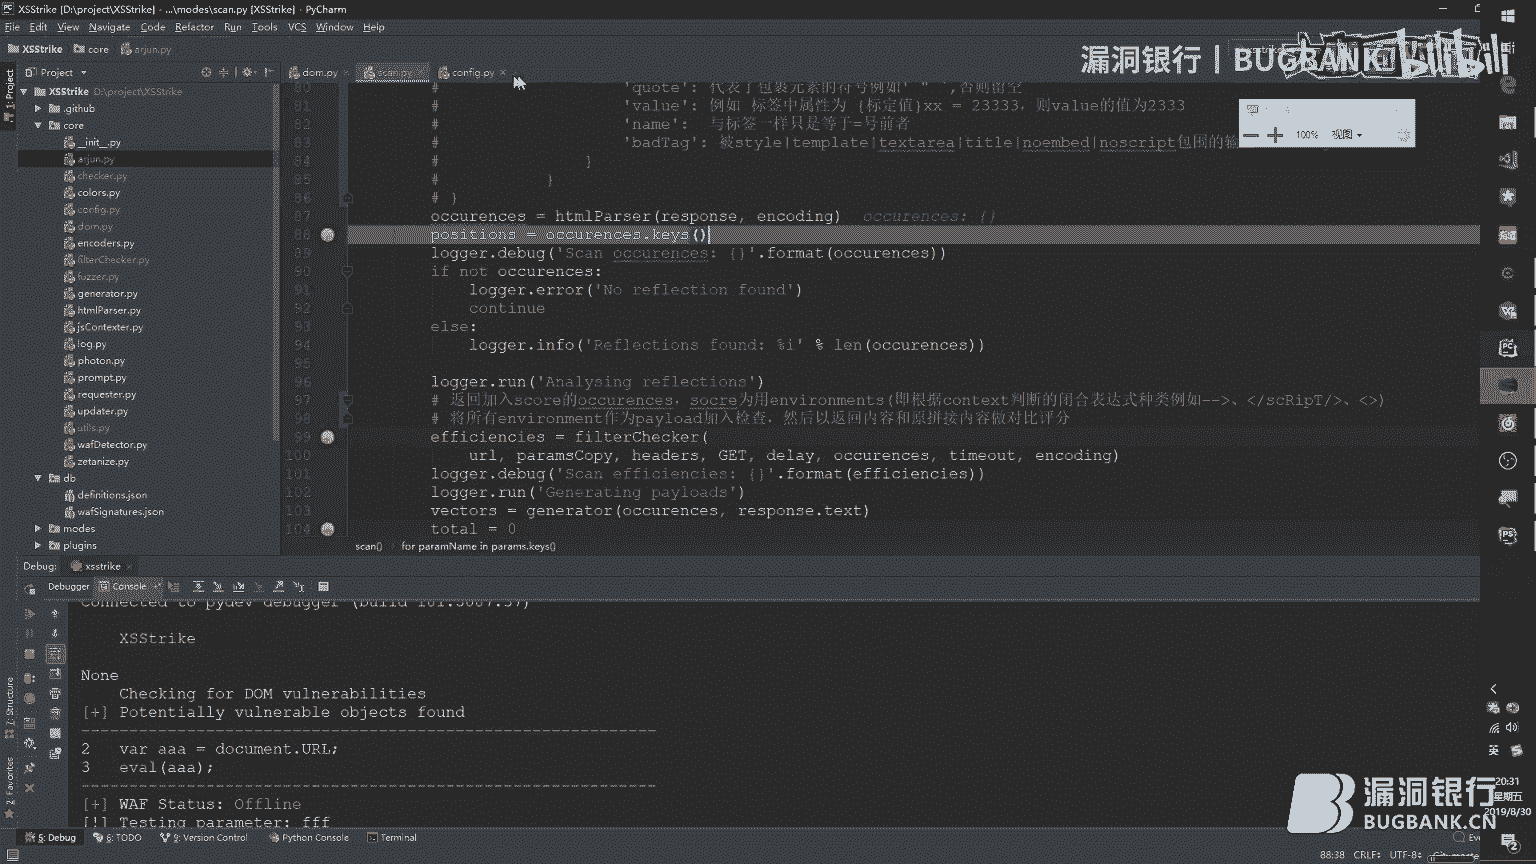 XSStrike [D:\project\XSStrike] - ...\modes\scan.py [XSStrike] - PyCharm
File Edit View Navigate Code Refactor Run Tools VCS Window Help
XSStrike core arjun.py
漏洞银行 | BUGBANK
bilibili
Project
dom.py scan.py config.py
XSStrike D:\project\XSStrike
.github
core
__init__.py
arjun.py
checker.py
colors.py
config.py
dom.py
encoders.py
filterChecker.py
fuzzer.py
generator.py
htmlParser.py
jsContexter.py
log.py
photon.py
prompt.py
requester.py
updater.py
utils.py
wafDetector.py
zetanize.py
db
definitions.json
wafSignatures.json
modes
plugins
1: Project
80 # 'quote': 代表了包裹元素的符号例如' " ',否则留空
81 # 'value': 例如 标签中属性为 {标定值}xx = 23333，则value的值为2333
82 # 'name': 与标签一样只是等于=号前者
83 # 'badTag': 被style|template|textarea|title|noembed|noscript包围的输
84 # }
85 # }
86 # }
87 occurences = htmlParser(response, encoding) occurences: {}
88 positions = occurences.keys()
89 logger.debug('Scan occurences: {}'.format(occurences))
90 if not occurences:
91 logger.error('No reflection found')
92 continue
93 else:
94 logger.info('Reflections found: %i' % len(occurences))
95
96 logger.run('Analysing reflections')
97 # 返回加入score的occurences，socre为用environments(即根据context判断的闭合表达式种类例如-->、</scRipT/>、<>)
98 # 将所有environment作为payload加入检查，然后以返回内容和原拼接内容做对比评分
99 efficiencies = filterChecker(
100 url, paramsCopy, headers, GET, delay, occurences, timeout, encoding)
101 logger.debug('Scan efficiencies: {}'.format(efficiencies))
102 logger.run('Generating payloads')
103 vectors = generator(occurences, response.text)
104 total = 0
scan() for paramName in params.keys()
100% 视图
Debug: xsstrike
Debugger Console
Connected to pydev debugger (build 181.5087.37)
XSStrike
None
Checking for DOM vulnerabilities
[+] Potentially vulnerable objects found
------------------------------------------------------------
2 var aaa = document.URL;
3 eval(aaa);
------------------------------------------------------------
[+] WAF Status: Offline
[!] Testing parameter: fff
7: Structure
2: Favorites
5: Debug 6: TODO 9: Version Control Python Console Terminal
88:38 CRLF÷ UTF-8÷
英
20:31
星期五
2019/8/30
漏洞银行
BUGBANK.CN